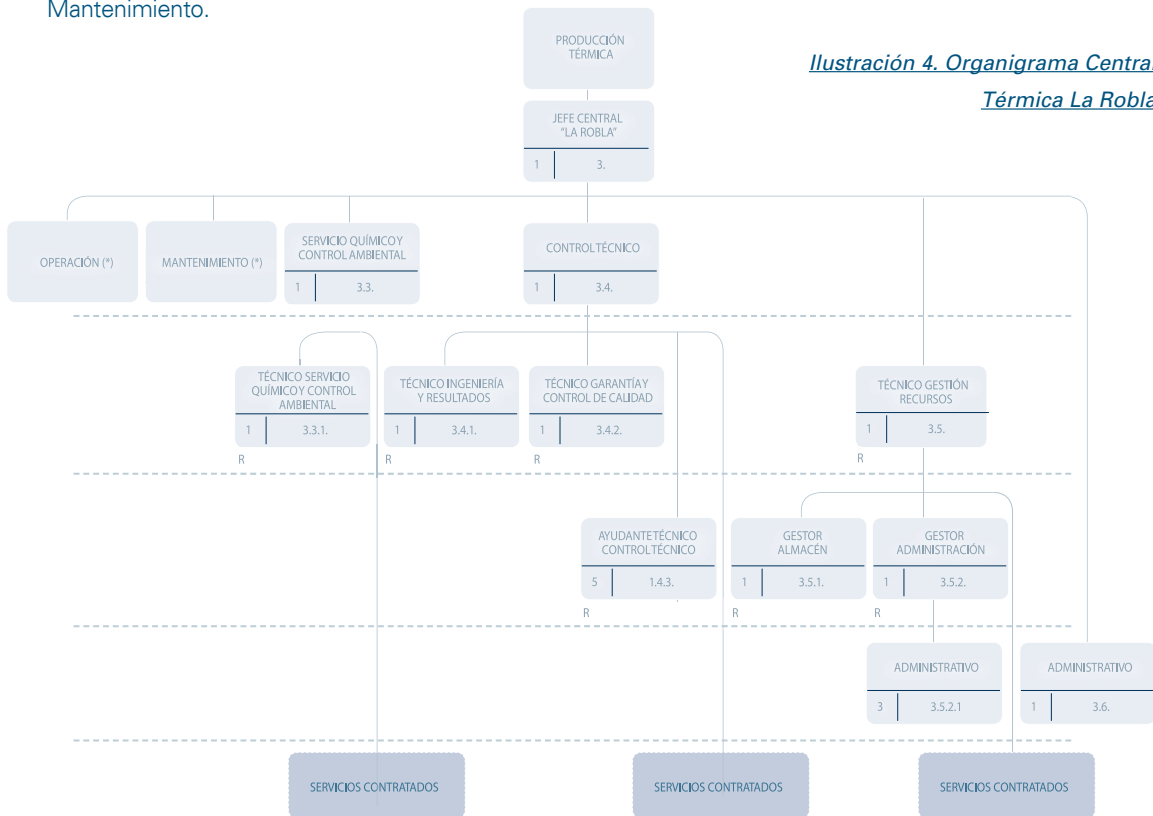 Mantenimiento.
Ilustración 4. Organigrama Central
Térmica La Robla
PRODUCCIÓN
TÉRMICA
JEFE CENTRAL
"LA ROBLA"
1 3.
OPERACIÓN (*)
MANTENIMIENTO (*)
SERVICIO QUÍMICO Y
CONTROL AMBIENTAL
1 3.3.
CONTROL TÉCNICO
1 3.4.
TÉCNICO SERVICIO
QUÍMICO Y CONTROL
AMBIENTAL
1 3.3.1.
R
TÉCNICO INGENIERÍA
Y RESULTADOS
1 3.4.1.
R
TÉCNICO GARANTÍA Y
CONTROL DE CALIDAD
1 3.4.2.
R
TÉCNICO GESTIÓN
RECURSOS
1 3.5.
R
AYUDANTE TÉCNICO
CONTROL TÉCNICO
5 1.4.3.
R
GESTOR
ALMACÉN
1 3.5.1.
R
GESTOR
ADMINISTRACIÓN
1 3.5.2.
R
ADMINISTRATIVO
3 3.5.2.1
ADMINISTRATIVO
1 3.6.
SERVICIOS CONTRATADOS
SERVICIOS CONTRATADOS
SERVICIOS CONTRATADOS